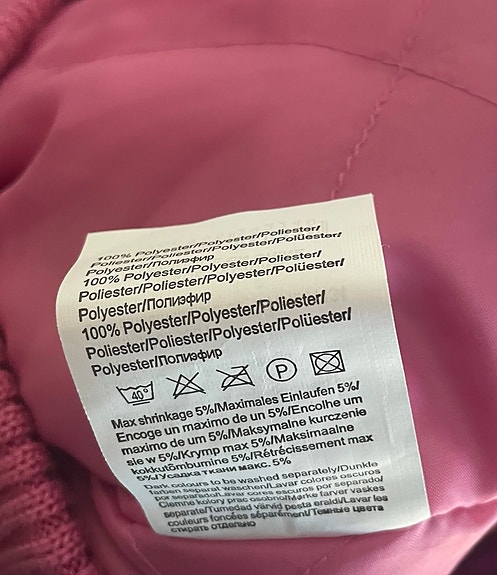 100% Polyester/Polyester/Poliester/
Poliester/Poliester/Polyester/Polüester/
Polyester/Полиэфир
100% Polyester/Polyester/Poliester/
Poliester/Poliester/Polyester/Polüester/
Polyester/Полиэфир
100% Polyester/Polyester/Poliester/
Poliester/Poliester/Polyester/Polüester/
Polyester/Полиэфир
40° P
Max shrinkage 5%/Maximales Einlaufen 5%/
Encoge un maximo de un 5%/Encolhe um
maximo de um 5%/Maksymalne kurczenie
sie w 5%/Krymp max 5%/Maksimaalne
kokkutõmbumine 5%/Rétrécissement max
5%/Усадка ткани макс. 5%
Dark colours to be washed separately/Dunkle
farben separat waschen/Lavar colores oscuros
por separado/Lavar cores escuros por separado/
Ciemne kolory prac osobno/Mørke farver vaskes
separate/Tumedad värvid pesta eraldi/Laver les
couleurs foncées séparément/Темные цвета
стирать отдельно